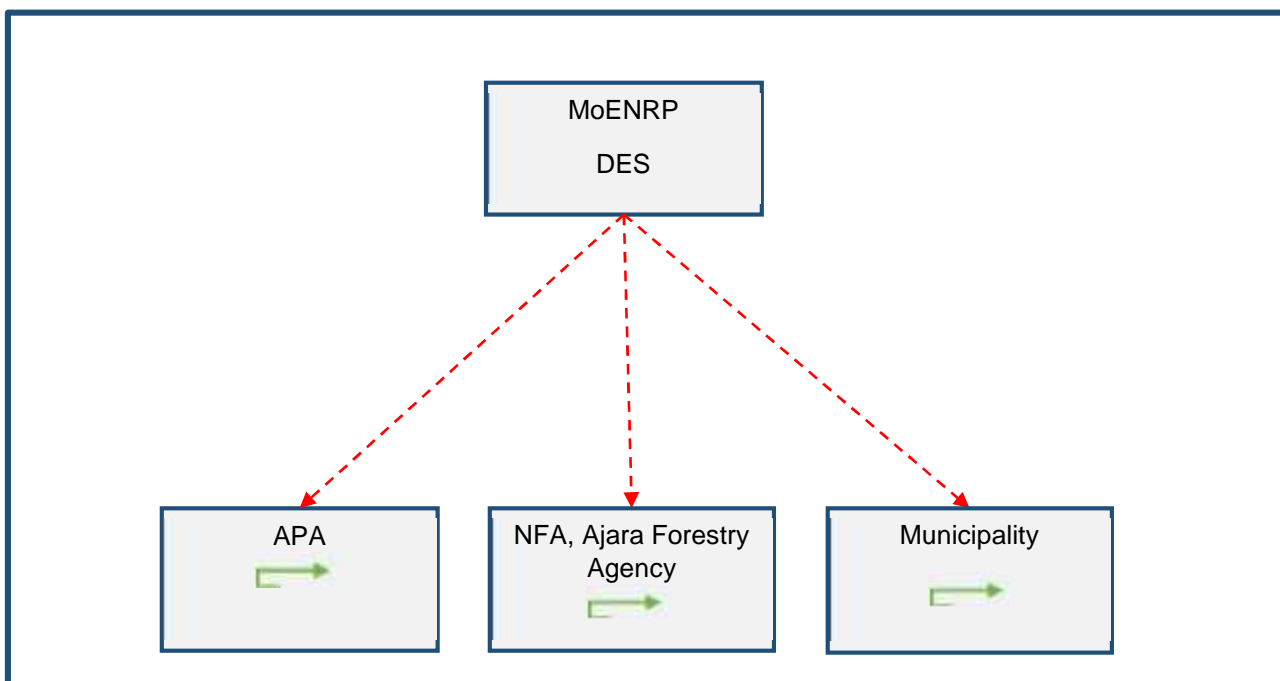 MoENRP
DES
APA
NFA, Ajara Forestry
Agency
Municipality